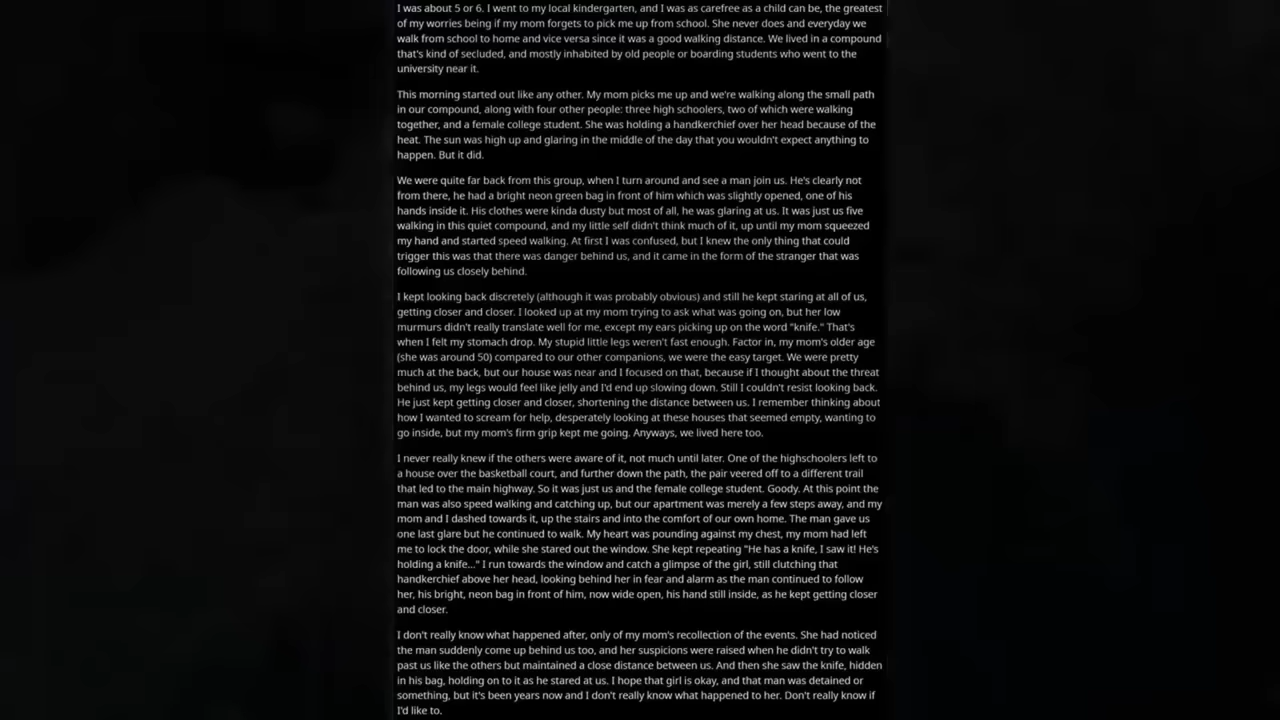 I was about 5 or 6. I went to my local kindergarten, and I was as carefree as a child can be, the greatest
of my worries being if my mom forgets to pick me up from school. She never does and everyday we
walk from school to home and vice versa since it was a good walking distance. We lived in a compound
that's kind of secluded, and mostly inhabited by old people or boarding students who went to the
university near it.
This morning started out like any other. My mom picks me up and we're walking along the small path
in our compound, along with four other people: three high schoolers, two of which were walking
together, and a female college student. She was holding a handkerchief over her head because of the
heat. The sun was high up and glaring in the middle of the day that you wouldn't expect anything to
happen. But it did.
We were quite far back from this group, when I turn around and see a man join us. He's clearly not
from there, he had a bright neon green bag in front of him which was slightly opened, one of his
hands inside it. His clothes were kinda dusty but most of all, he was glaring at us. It was just us five
walking in this quiet compound, and my little self didn't think much of it, up until my mom squeezed
my hand and started speed walking. At first I was confused, but I knew the only thing that could
trigger this was that there was danger behind us, and it came in the form of the stranger that was
following us closely behind.
I kept looking back discretely (although it was probably obvious) and still he kept staring at all of us,
getting closer and closer. I looked up at my mom trying to ask what was going on, but her low
murmurs didn't really translate well for me, except my ears picking up on the word "knife." That's
when I felt my stomach drop. My stupid little legs weren't fast enough. Factor in, my mom's older age
(she was around 50) compared to our other companions, we were the easy target. We were pretty
much at the back, but our house was near and I focused on that, because if I thought about the threat
behind us, my legs would feel like jelly and I'd end up slowing down. Still I couldn't resist looking back.
He just kept getting closer and closer, shortening the distance between us. I remember thinking about
how I wanted to scream for help, desperately looking at these houses that seemed empty, wanting to
go inside, but my mom's firm grip kept me going. Anyways, we lived here too.
I never really knew if the others were aware of it, not much until later. One of the highschoolers left to
a house over the basketball court, and further down the path, the pair veered off to a different trail
that led to the main highway. So it was just us and the female college student. Goody. At this point the
man was also speed walking and catching up, but our apartment was merely a few steps away, and my
mom and I dashed towards it, up the stairs and into the comfort of our own home. The man gave us
one last glare but he continued to walk. My heart was pounding against my chest, my mom had left
me to lock the door, while she stared out the window. She kept repeating "He has a knife, I saw it! He's
holding a knife..." I run towards the window and catch a glimpse of the girl, still clutching that
handkerchief above her head, looking behind her in fear and alarm as the man continued to follow
her, his bright, neon bag in front of him, now wide open, his hand still inside, as he kept getting closer
and closer.
I don't really know what happened after, only of my mom's recollection of the events. She had noticed
the man suddenly come up behind us too, and her suspicions were raised when he didn't try to walk
past us like the others but maintained a close distance between us. And then she saw the knife, hidden
in his bag, holding on to it as he stared at us. I hope that girl is okay, and that man was detained or
something, but it's been years now and I don't really know what happened to her. Don't really know if
I'd like to.